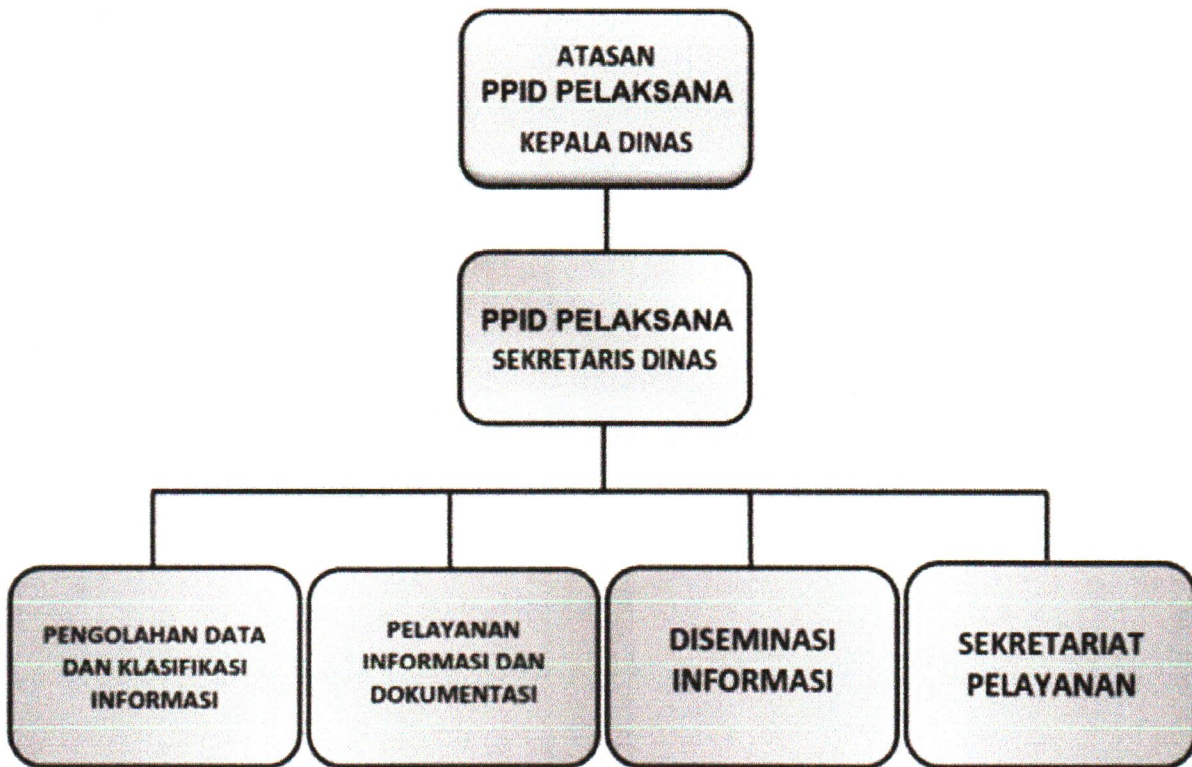 ATASAN
PPID PELAKSANA
KEPALA DINAS
PPID PELAKSANA
SEKRETARIS DINAS
PENGOLAHAN DATA
DAN KLASIFIKASI
INFORMASI
PELAYANAN
INFORMASI DAN
DOKUMENTASI
DISEMINASI
INFORMASI
SEKRETARIAT
PELAYANAN